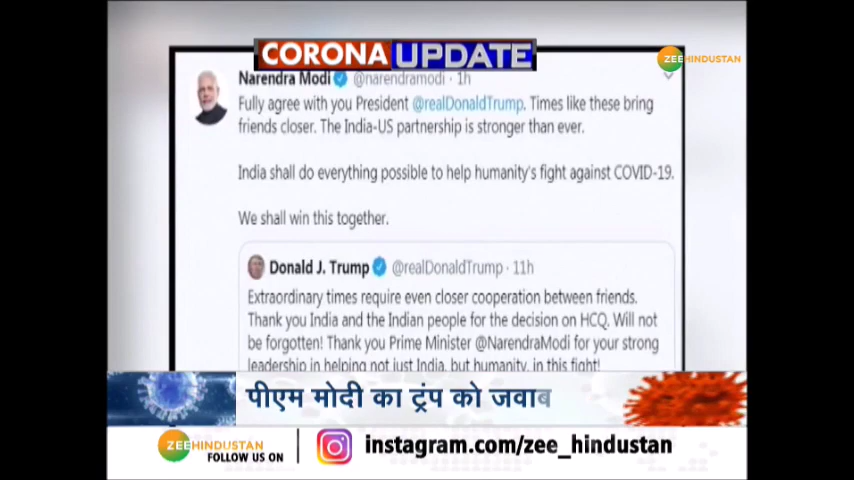 CORONA UPDATE
ZEE HINDUSTAN
Narendra Modi @narendramodi · 1h
Fully agree with you President @realDonaldTrump. Times like these bring
friends closer. The India-US partnership is stronger than ever.
India shall do everything possible to help humanity's fight against COVID-19.
We shall win this together.
Donald J. Trump @realDonaldTrump · 11h
Extraordinary times require even closer cooperation between friends.
Thank you India and the Indian people for the decision on HCQ. Will not
be forgotten! Thank you Prime Minister @NarendraModi for your strong
leadership in helping not just India, but humanity, in this fight!
पीएम मोदी का ट्रंप को जवाब
ZEE HINDUSTAN
FOLLOW US ON
instagram.com/zee_hindustan